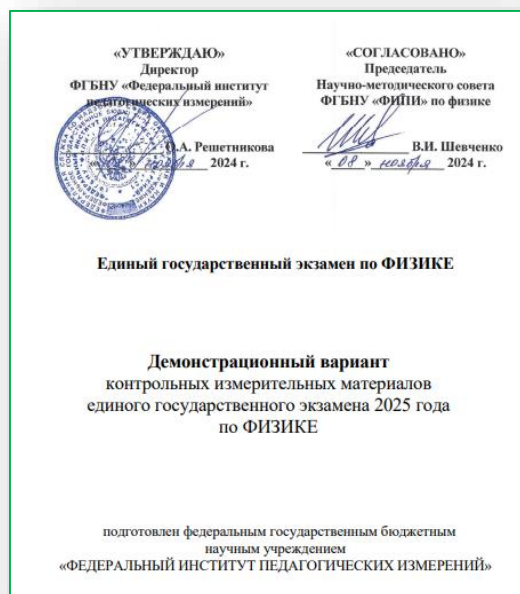 «УТВЕРЖДАЮ»
Директор
ФГБНУ «Федеральный институт
педагогических измерений»
О.А. Решетникова
ноября 2024 г.
«СОГЛАСОВАНО»
Председатель
Научно-методического совета
ФГБНУ «ФИПИ» по физике
В.И. Шевченко
«08» ноября 2024 г.
Единый государственный экзамен по ФИЗИКЕ
Демонстрационный вариант
контрольных измерительных материалов
единого государственного экзамена 2025 года
по ФИЗИКЕ
подготовлен федеральным государственным бюджетным
научным учреждением
«ФЕДЕРАЛЬНЫЙ ИНСТИТУТ ПЕДАГОГИЧЕСКИХ ИЗМЕРЕНИЙ»